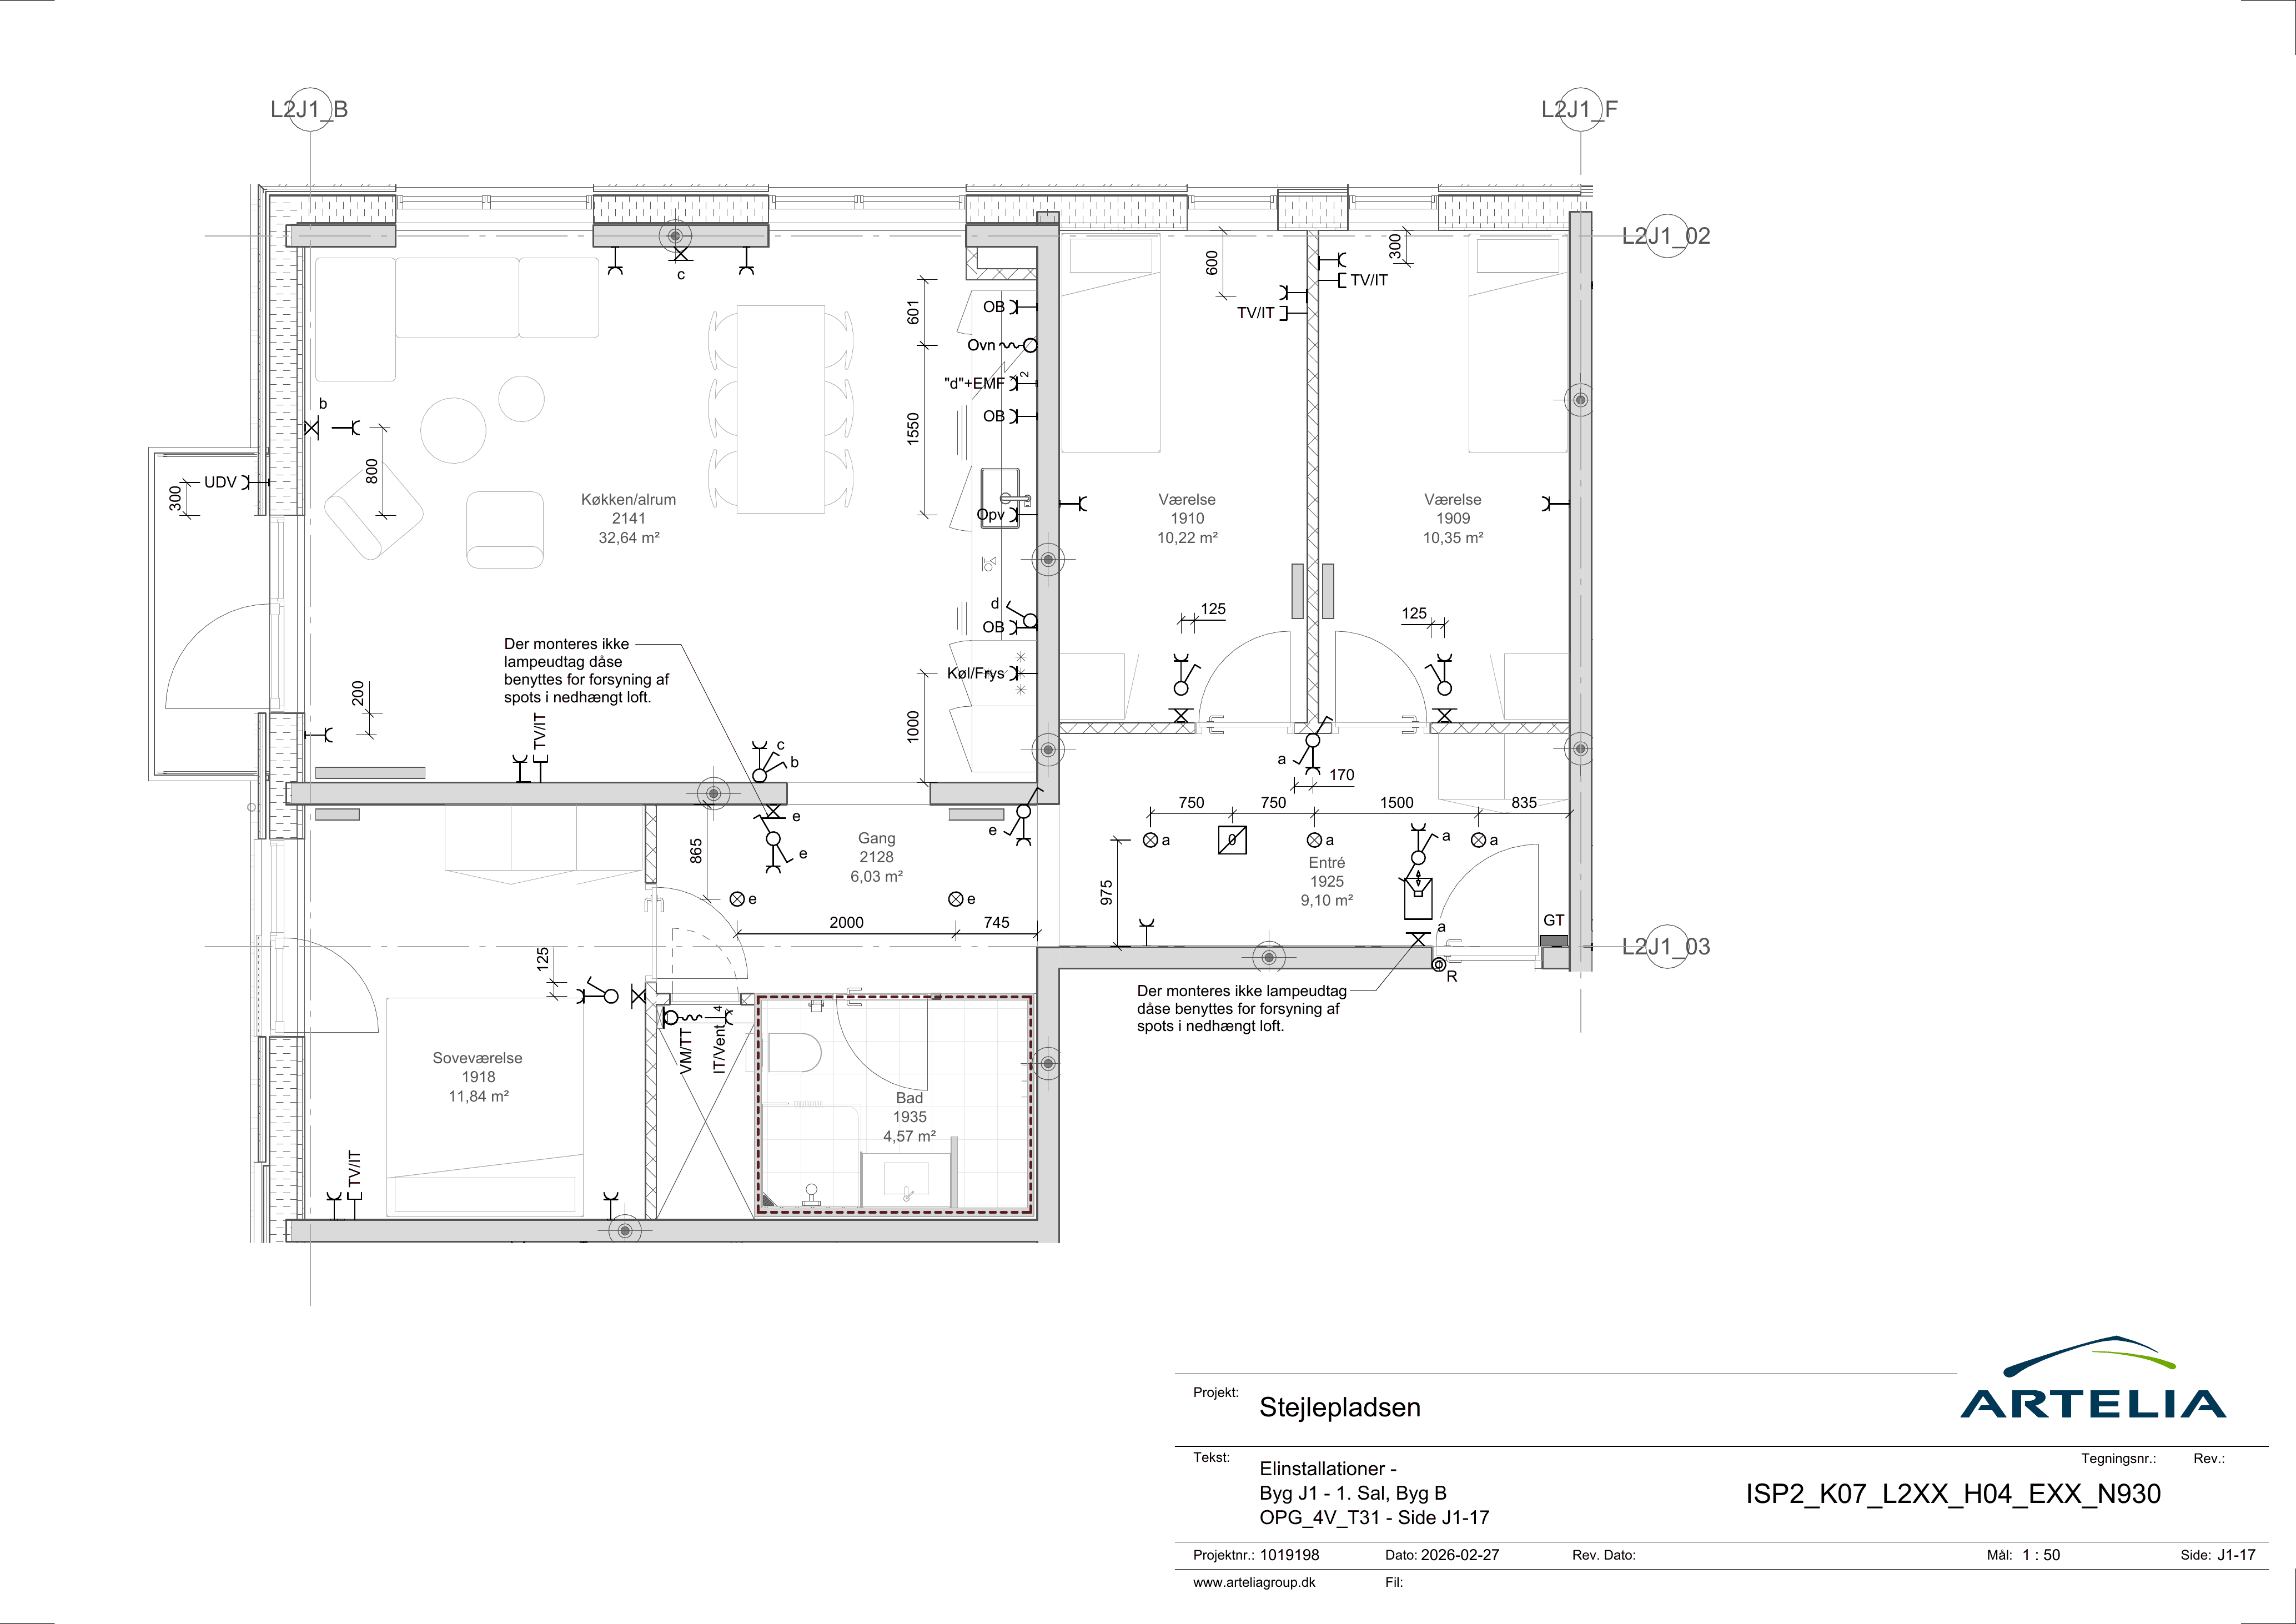 L2J1_B
L2J1_F
L2J1_02
c
600
300
TV/IT
TV/IT
601
OB
Ovn
"d"+EMF
2
OB
1550
b
800
UDV
300
Køkken/alrum
2141
32,64 m²
Opv
Værelse
1910
10,22 m²
Værelse
1909
10,35 m²
d
OB
125
125
Der monteres ikke
lampeudtag dåse
benyttes for forsyning af
spots i nedhængt loft.
Køl/Frys
200
TV/IT
1000
c
b
a
170
750
750
1500
835
e
e
e
865
Gang
2128
6,03 m²
a
0
a
a
a
Entré
1925
9,10 m²
975
e
e
2000
745
a
GT
L2J1_03
R
125
Der monteres ikke lampeudtag
dåse benyttes for forsyning af
spots i nedhængt loft.
VM/TT
IT/Vent.
4
Soveværelse
1918
11,84 m²
Bad
1935
4,57 m²
TV/IT
Projekt:
Stejlepladsen
ARTELIA
Tekst:
Elinstallationer -
Byg J1 - 1. Sal, Byg B
OPG_4V_T31 - Side J1-17
Tegningsnr.:
Rev.:
ISP2_K07_L2XX_H04_EXX_N930
Projektnr.: 1019198
Dato: 2026-02-27
Rev. Dato:
Mål: 1 : 50
Side: J1-17
www.arteliagroup.dk
Fil: